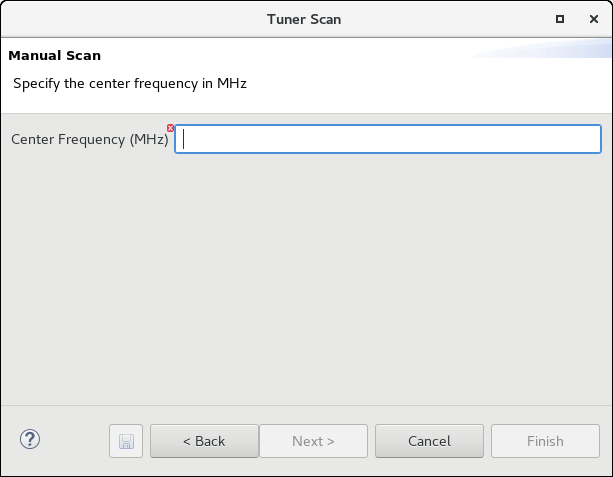 Tuner Scan
Manual Scan
Specify the center frequency in MHz
Center Frequency (MHz)
? < Back Next > Cancel Finish